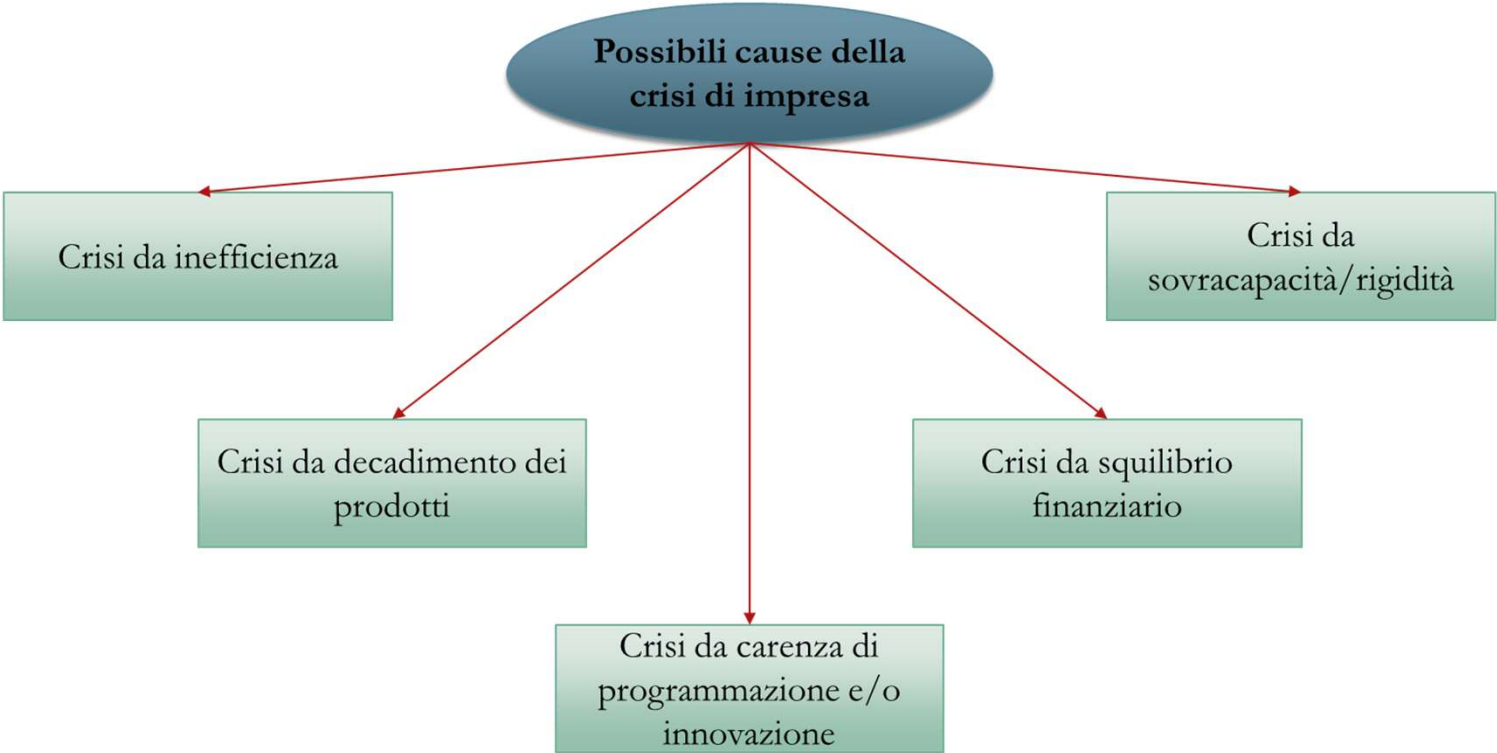 Possibili cause della
crisi di impresa
Crisi da inefficienza
Crisi da
sovracapacità/rigidità
Crisi da decadimento dei
prodotti
Crisi da squilibrio
finanziario
Crisi da carenza di
programmazione e/o
innovazione